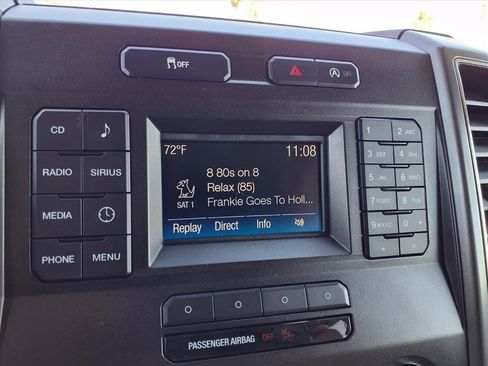 OFF
OFF
CD
RADIO SIRIUS
MEDIA
PHONE MENU
72°F 11:08
8 80s on 8
Relax (85)
SAT 1 Frankie Goes To Holl...
Replay Direct Info
1 2 ABC
3 DEF 4 GHI
5 JKL 6 MNO
7 PQRS 8 TUV
9 WXYZ 0 +
* #
PASSENGER AIRBAG OFF